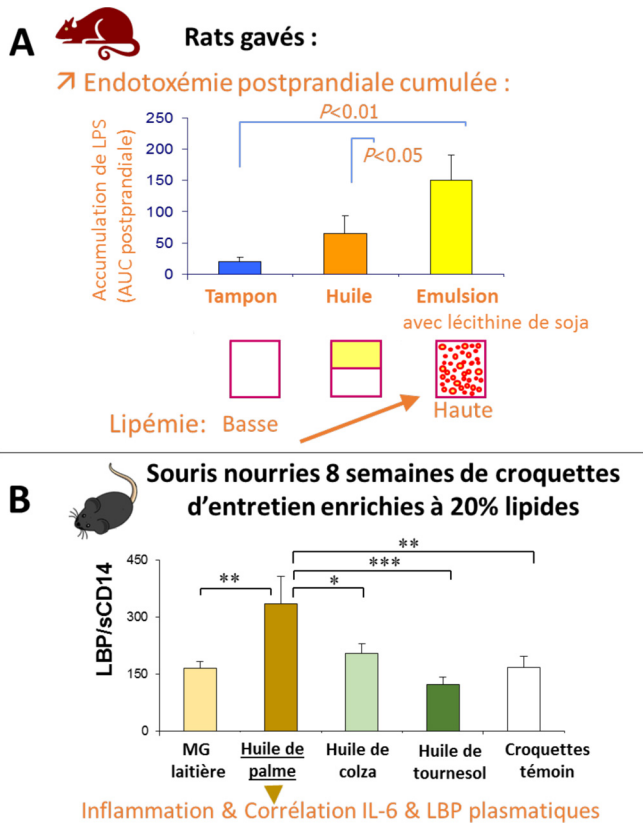 A
Rats gavés :
↗ Endotoxémie postprandiale cumulée :
Accumulation de LPS
(AUC postprandiale)
250
200
150
100
50
0
P<0.01
P<0.05
Tampon Huile Emulsion
avec lécithine de soja
Lipémie: Basse Haute
B
Souris nourries 8 semaines de croquettes
d'entretien enrichies à 20% lipides
LBP/sCD14
450
300
150
0
**
***
** *
MG
laitière
Huile de
palme
Huile de
colza
Huile de
tournesol
Croquettes
témoin
Inflammation & Corrélation IL-6 & LBP plasmatiques